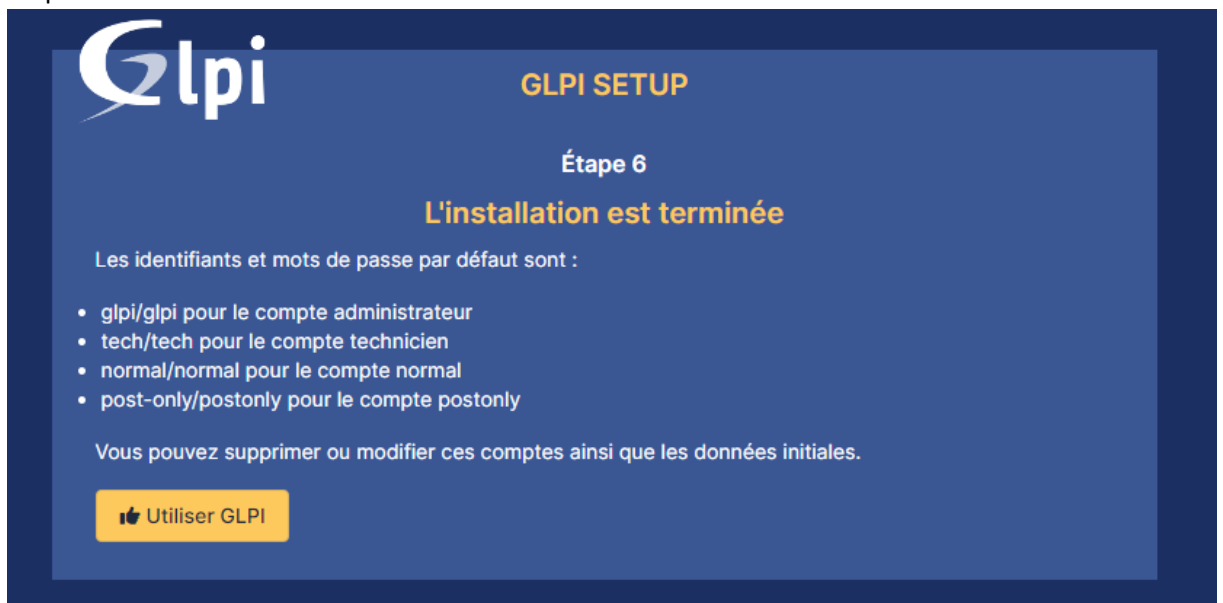 Glpi
GLPI SETUP
Étape 6
L'installation est terminée
Les identifiants et mots de passe par défaut sont :
• glpi/glpi pour le compte administrateur
• tech/tech pour le compte technicien
• normal/normal pour le compte normal
• post-only/postonly pour le compte postonly
Vous pouvez supprimer ou modifier ces comptes ainsi que les données initiales.
Utiliser GLPI